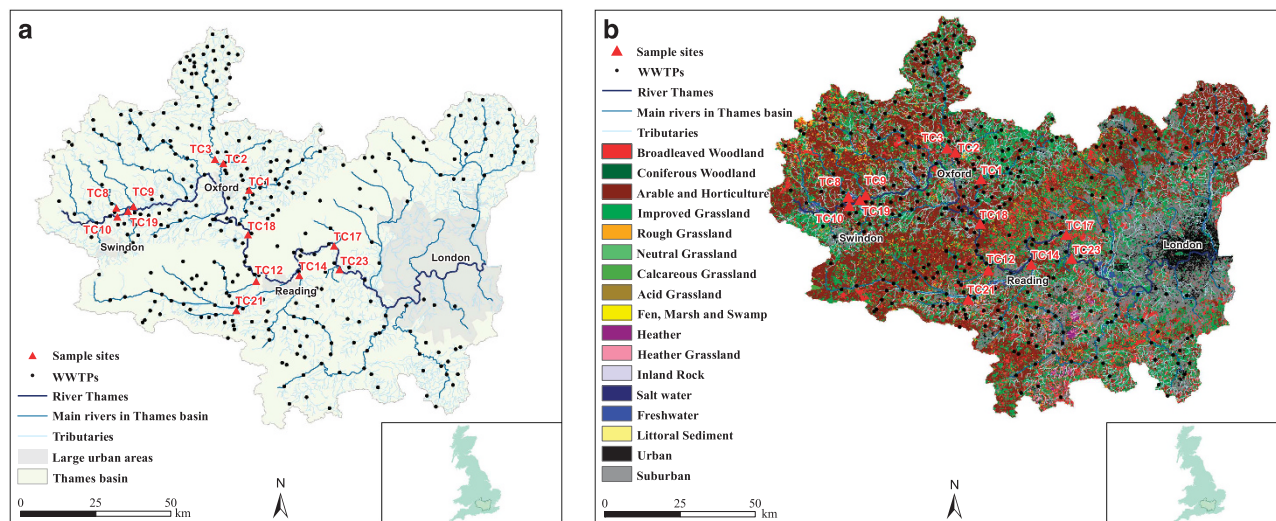 a
TC3
TC2
Oxford
TC1
TC8
TC9
TC10
TC19
Swindon
TC18
TC17
TC12
TC14
TC23
London
Reading
TC21
Sample sites
WWTPs
River Thames
Main rivers in Thames basin
Tributaries
Large urban areas
Thames basin
0 25 50
km
N
b
Sample sites
WWTPs
River Thames
Main rivers in Thames basin
Tributaries
Broadleaved Woodland
Coniferous Woodland
Arable and Horticulture
Improved Grassland
Rough Grassland
Neutral Grassland
Calcareous Grassland
Acid Grassland
Fen, Marsh and Swamp
Heather
Heather Grassland
Inland Rock
Salt water
Freshwater
Littoral Sediment
Urban
Suburban
TC3
TC2
Oxford
TC1
TC8
TC9
TC10
TC19
Swindon
TC18
TC17
TC12
TC14
TC23
London
Reading
TC21
0 25 50
km
N